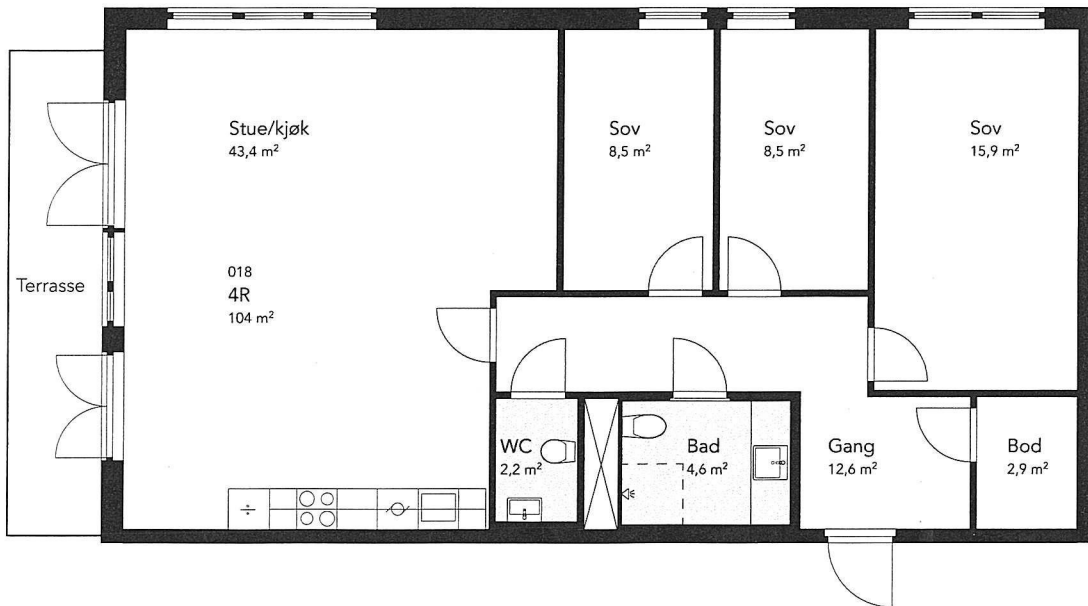 Stue/kjøk
43,4 m²
Sov
8,5 m²
Sov
8,5 m²
Sov
15,9 m²
Terrasse
018
4R
104 m²
WC
2,2 m²
Bad
4,6 m²
Gang
12,6 m²
Bod
2,9 m²